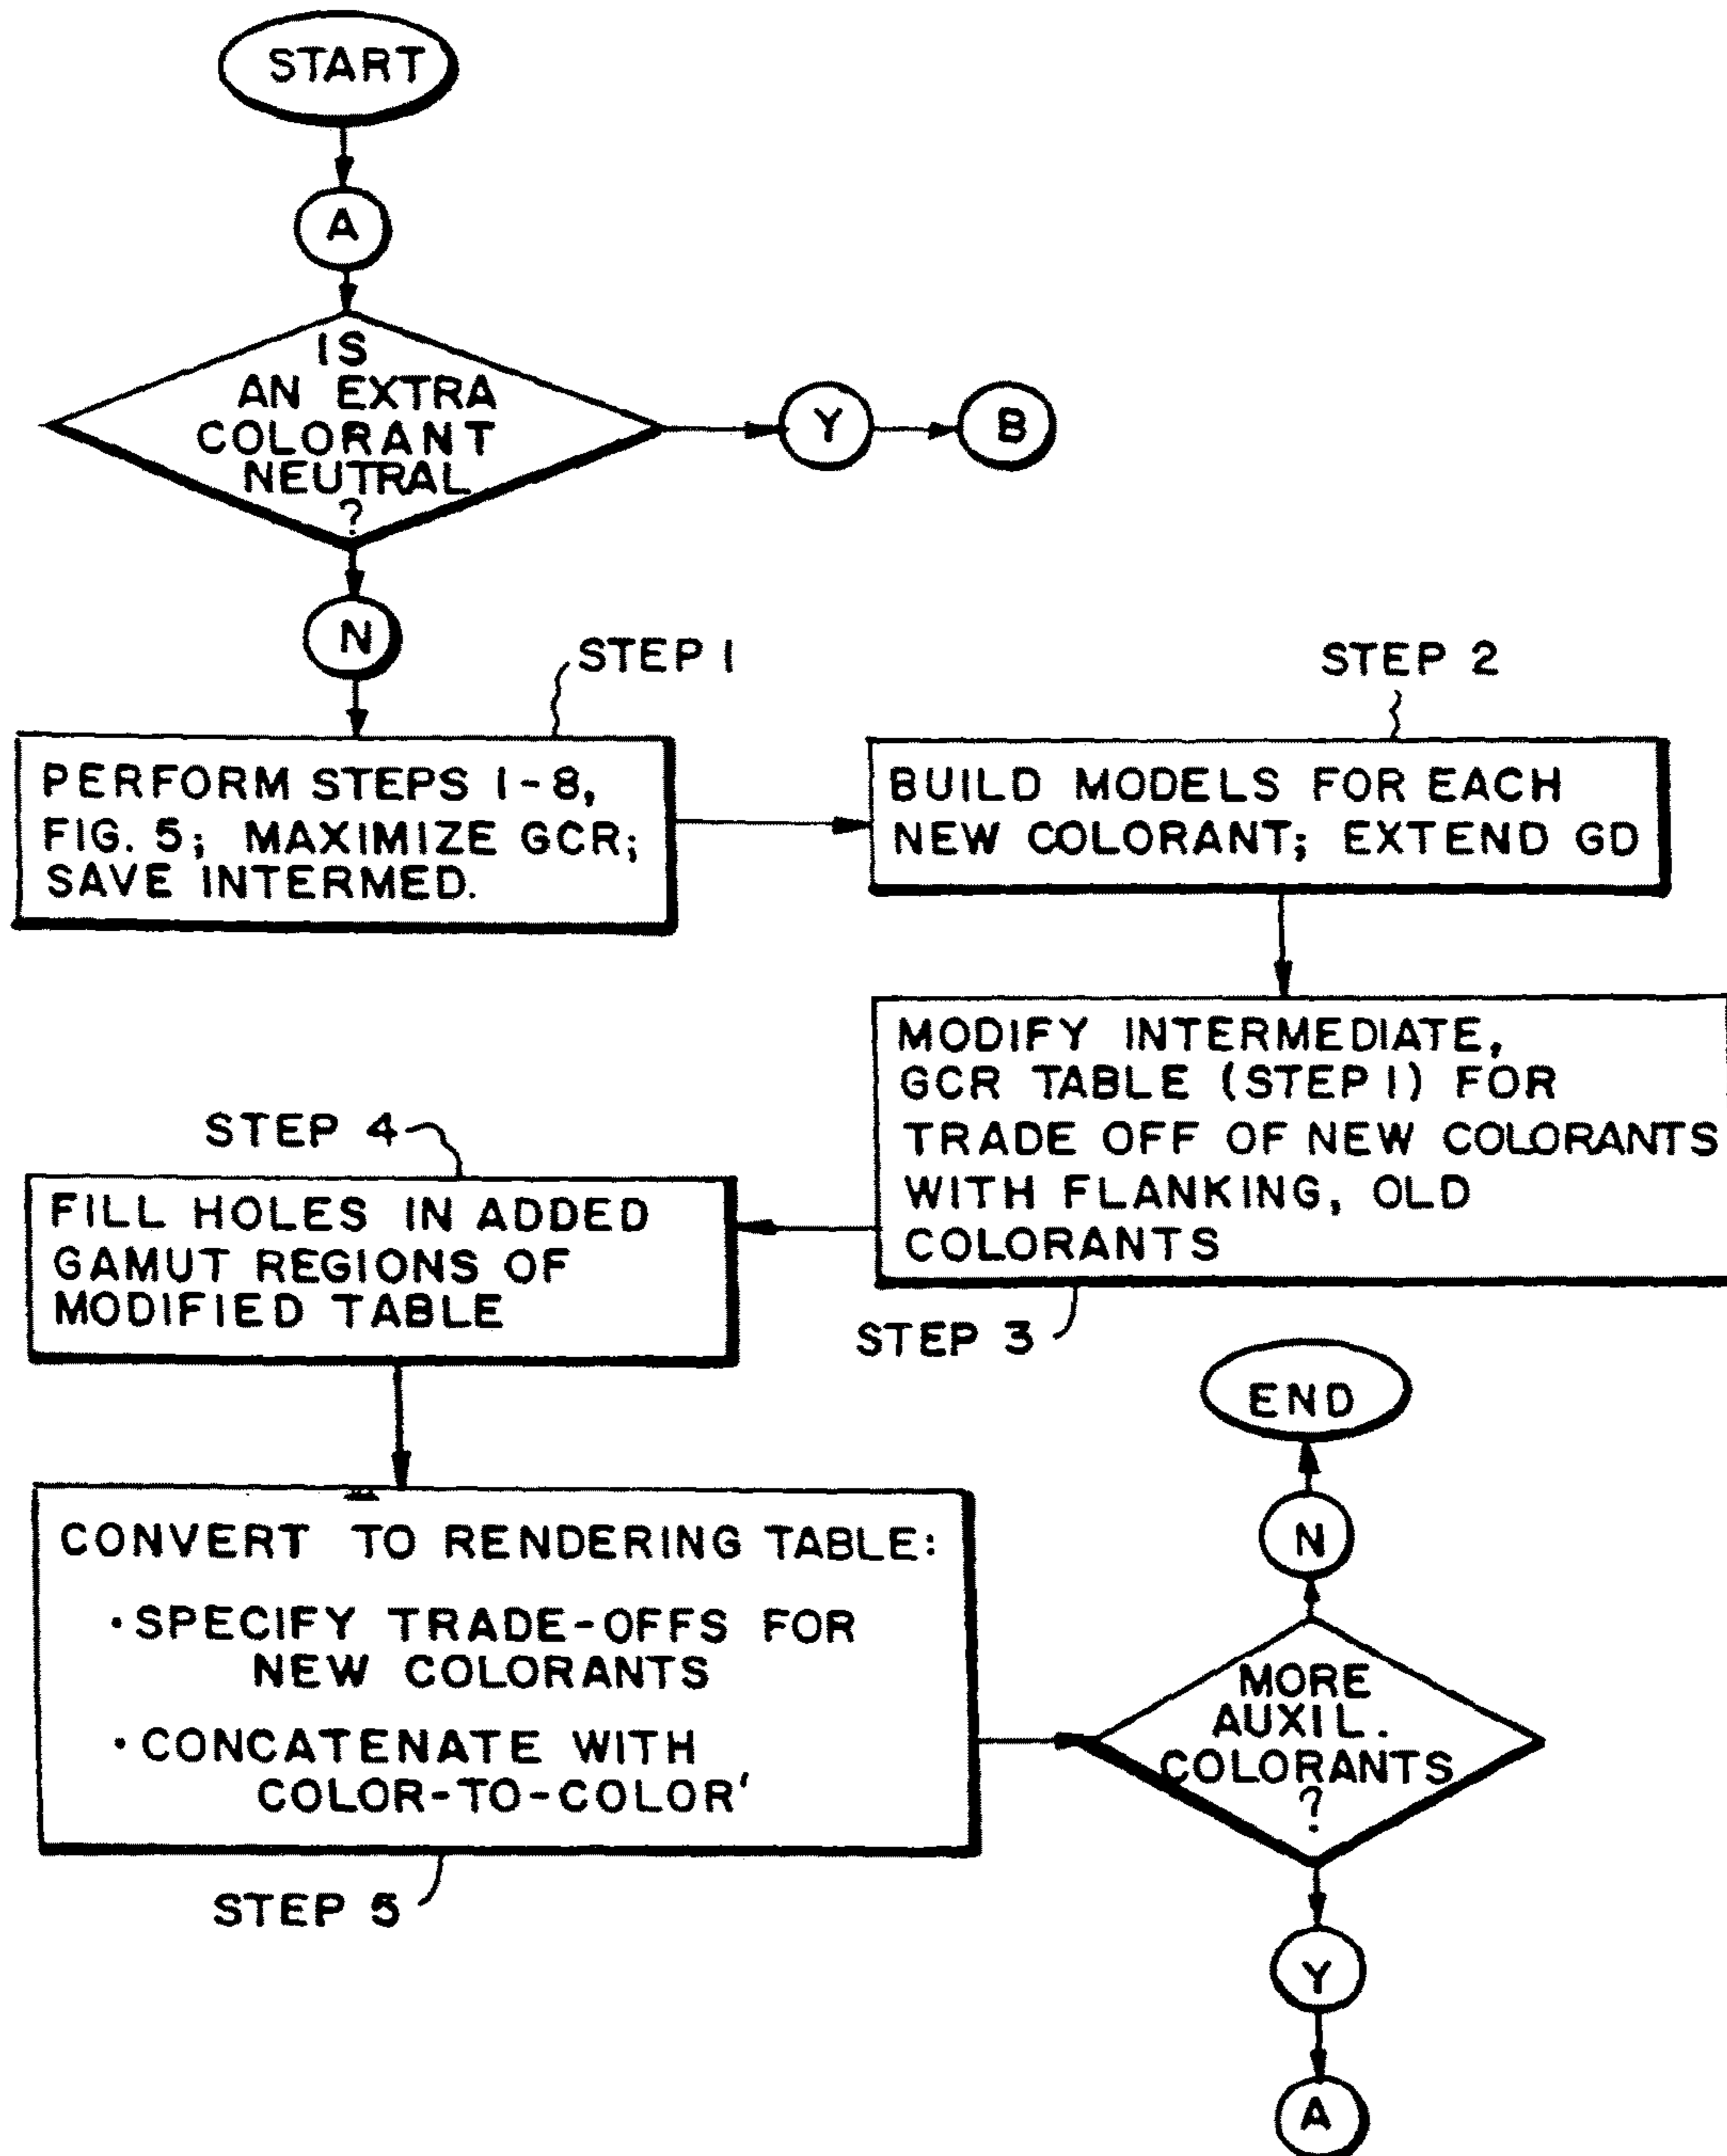 START
A
IS
AN EXTRA
COLORANT
NEUTRAL
?
Y
B
N
STEP 1
PERFORM STEPS 1-8,
FIG. 5; MAXIMIZE GCR;
SAVE INTERMED.
STEP 2
BUILD MODELS FOR EACH
NEW COLORANT; EXTEND GD
MODIFY INTERMEDIATE,
GCR TABLE (STEP 1) FOR
TRADE OFF OF NEW COLORANTS
WITH FLANKING, OLD
COLORANTS
STEP 3
STEP 4
FILL HOLES IN ADDED
GAMUT REGIONS OF
MODIFIED TABLE
CONVERT TO RENDERING TABLE:
· SPECIFY TRADE-OFFS FOR
NEW COLORANTS
· CONCATENATE WITH
COLOR-TO-COLOR'
STEP 5
END
N
MORE
AUXIL.
COLORANTS
?
Y
A